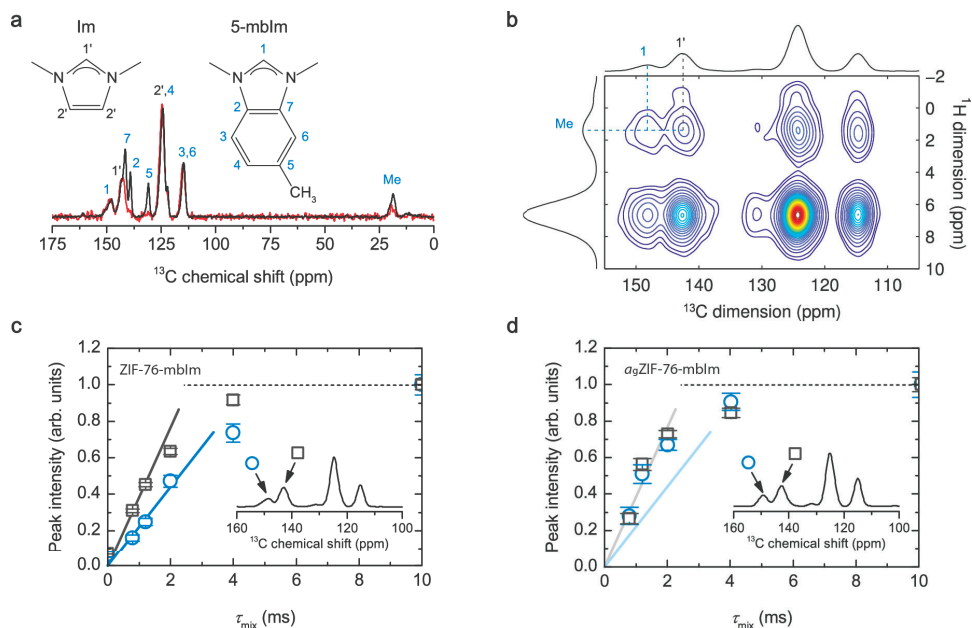 a
Im
5-mbIm
1'
2'
2'
1
2
7
3
6
4
5
CH3
2',4
7
1'
2
5
1
3,6
Me
175 150 125 100 75 50 25 0
13C chemical shift (ppm)
b
1
1'
Me
−2
0
2
4
6
8
10
1H dimension (ppm)
150 140 130 120 110
13C dimension (ppm)
c
ZIF-76-mbIm
Peak intensity (arb. units)
1.2
1.0
0.8
0.6
0.4
0.2
0
160 140 120 100
13C chemical shift (ppm)
0 2 4 6 8 10
τmix (ms)
d
agZIF-76-mbIm
Peak intensity (arb. units)
1.2
1.0
0.8
0.6
0.4
0.2
0
160 140 120 100
13C chemical shift (ppm)
0 2 4 6 8 10
τmix (ms)